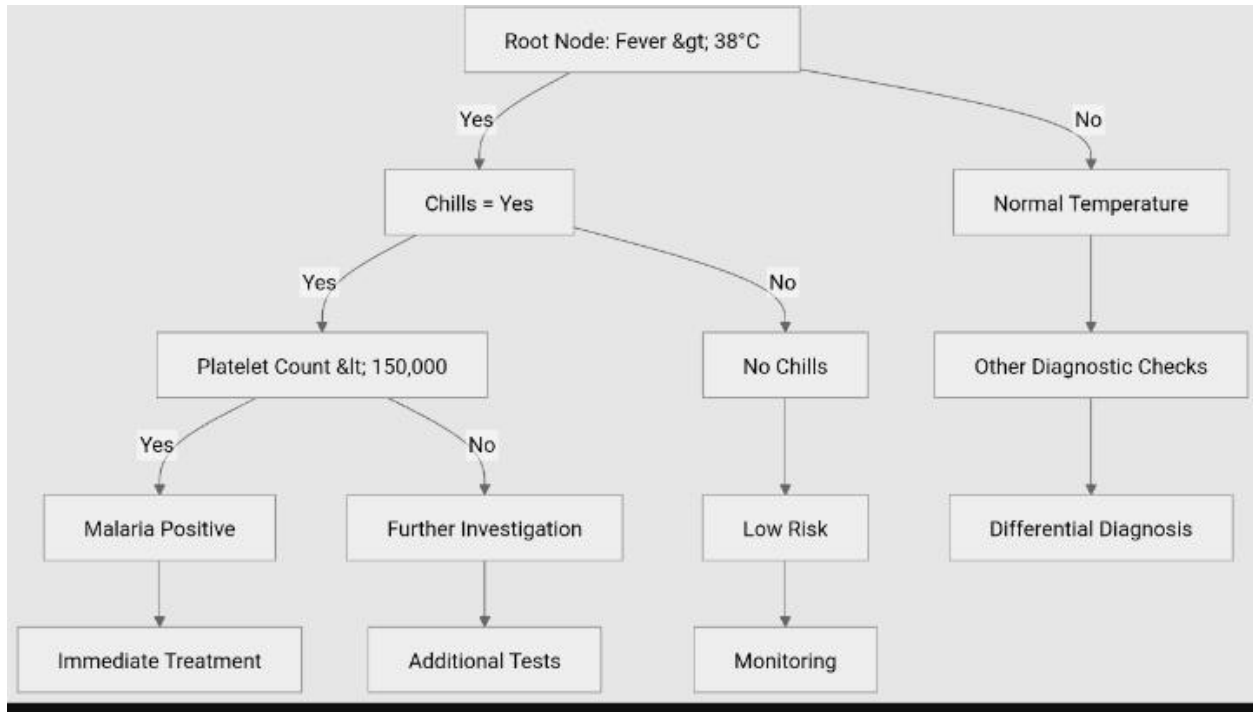 Root Node: Fever &gt; 38°C
Yes
No
Chills = Yes
Normal Temperature
Yes
No
Platelet Count &lt; 150,000
No Chills
Other Diagnostic Checks
Yes
No
Malaria Positive
Further Investigation
Low Risk
Differential Diagnosis
Immediate Treatment
Additional Tests
Monitoring